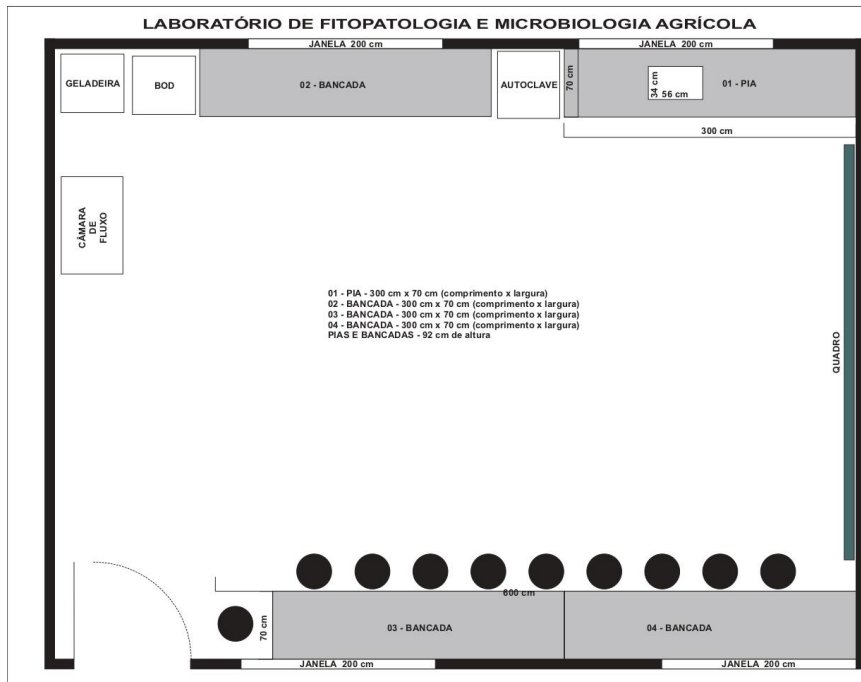 LABORATÓRIO DE FITOPATOLOGIA E MICROBIOLOGIA AGRÍCOLA
JANELA 200 cm
JANELA 200 cm
GELADEIRA
BOD
02 - BANCADA
AUTOCLAVE
70 cm
34 cm
56 cm
01 - PIA
300 cm
CÂMARA
DE
FLUXO
01 - PIA - 300 cm x 70 cm (comprimento x largura)
02 - BANCADA - 300 cm x 70 cm (comprimento x largura)
03 - BANCADA - 300 cm x 70 cm (comprimento x largura)
04 - BANCADA - 300 cm x 70 cm (comprimento x largura)
PIAS E BANCADAS - 92 cm de altura
QUADRO
600 cm
70 cm
03 - BANCADA
04 - BANCADA
JANELA 200 cm
JANELA 200 cm